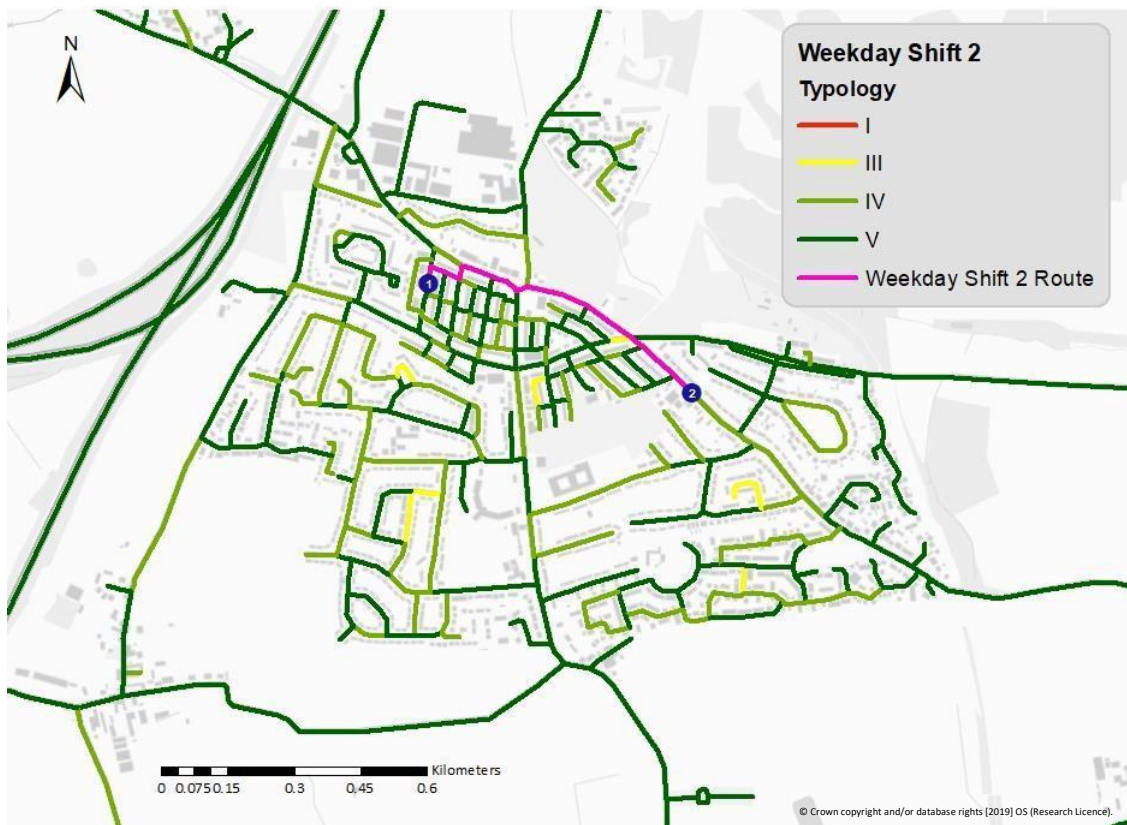 N
Weekday Shift 2
Typology
I
III
IV
V
Weekday Shift 2 Route
1
2
Kilometers
0 0.075 0.15 0.3 0.45 0.6
© Crown copyright and/or database rights [2019] OS (Research Licence).